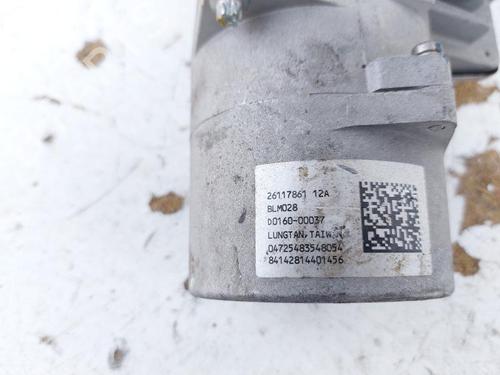 26117861 12A
BLM028
D0160-00037
LUNGTAN,TAIWAN
04725483548054
84142814401456